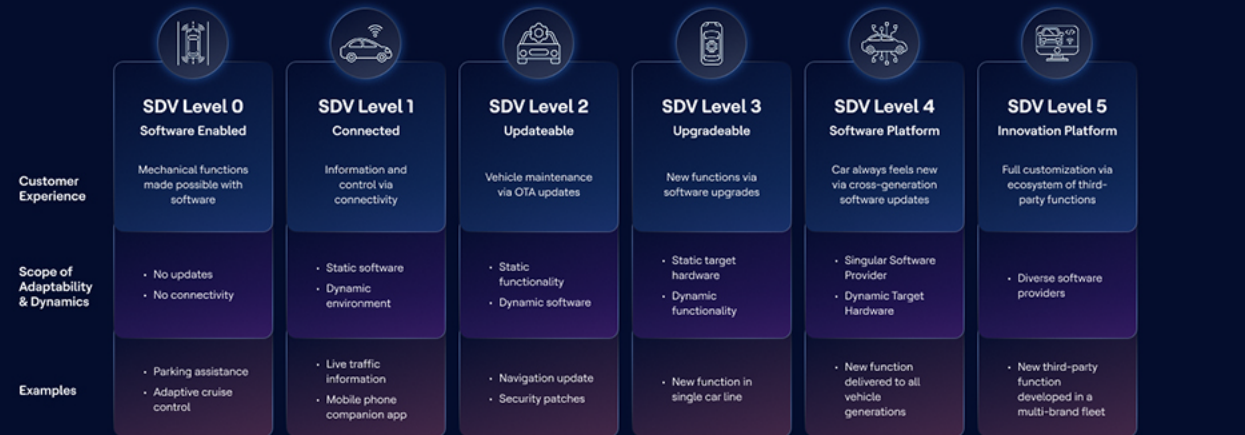 SDV Level 0
Software Enabled
SDV Level 1
Connected
SDV Level 2
Updateable
SDV Level 3
Upgradeable
SDV Level 4
Software Platform
SDV Level 5
Innovation Platform
Customer
Experience
Mechanical functions
made possible with
software
Information and
control via
connectivity
Vehicle maintenance
via OTA updates
New functions via
software upgrades
Car always feels new
via cross-generation
software updates
Full customization via
ecosystem of third-
party functions
Scope of
Adaptability
& Dynamics
• No updates
• No connectivity
• Static software
• Dynamic
environment
• Static
functionality
• Dynamic software
• Static target
hardware
• Dynamic
functionality
• Singular Software
Provider
• Dynamic Target
Hardware
• Diverse software
providers
Examples
• Parking assistance
• Adaptive cruise
control
• Live traffic
information
• Mobile phone
companion app
• Navigation update
• Security patches
• New function in
single car line
• New function
delivered to all
vehicle
generations
• New third-party
function
developed in a
multi-brand fleet